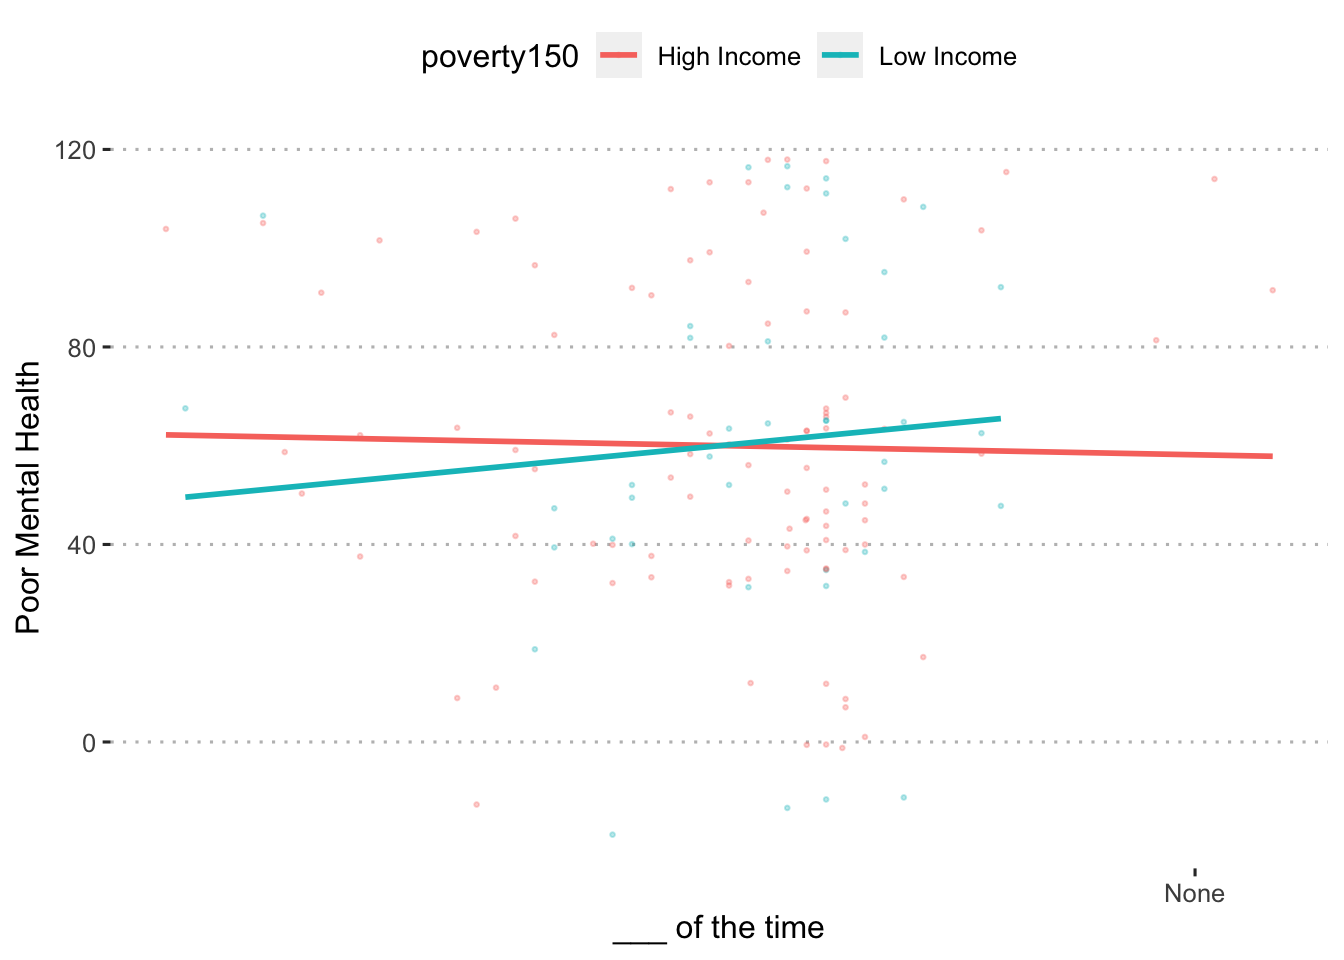 poverty150 High Income Low Income
120
80
40
0
Poor Mental Health
None
___ of the time